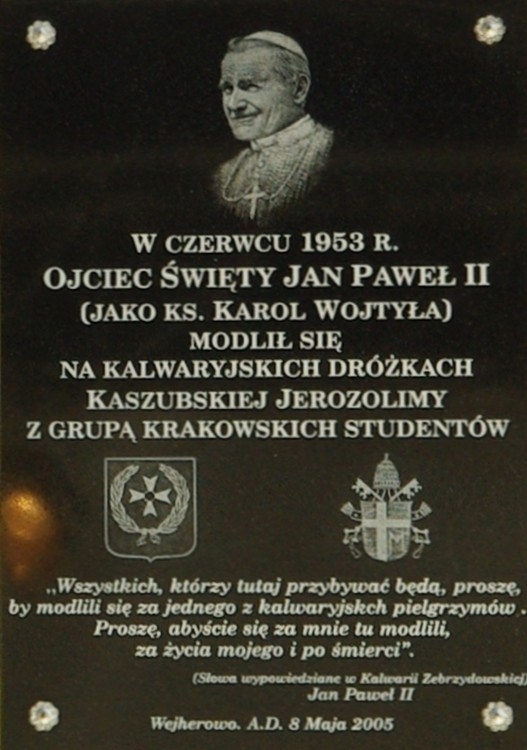 W CZERWCU 1953 R.
OJCIEC ŚWIĘTY JAN PAWEŁ II
(JAKO KS. KAROL WOJTYŁA)
MODLIŁ SIĘ
NA KALWARYJSKICH DRÓŻKACH
KASZUBSKIEJ JEROZOLIMY
Z GRUPĄ KRAKOWSKICH STUDENTÓW
„Wszystkich, którzy tutaj przybywać będą, proszę,
by modlili się za jednego z kalwaryjskch pielgrzymów .
Proszę, abyście się za mnie tu modlili,
za życia mojego i po śmierci”.
(Słowa wypowiedziane w Kalwarii Zebrzydowskiej)
Jan Paweł II
Wejherowo. A.D. 8 Maja 2005